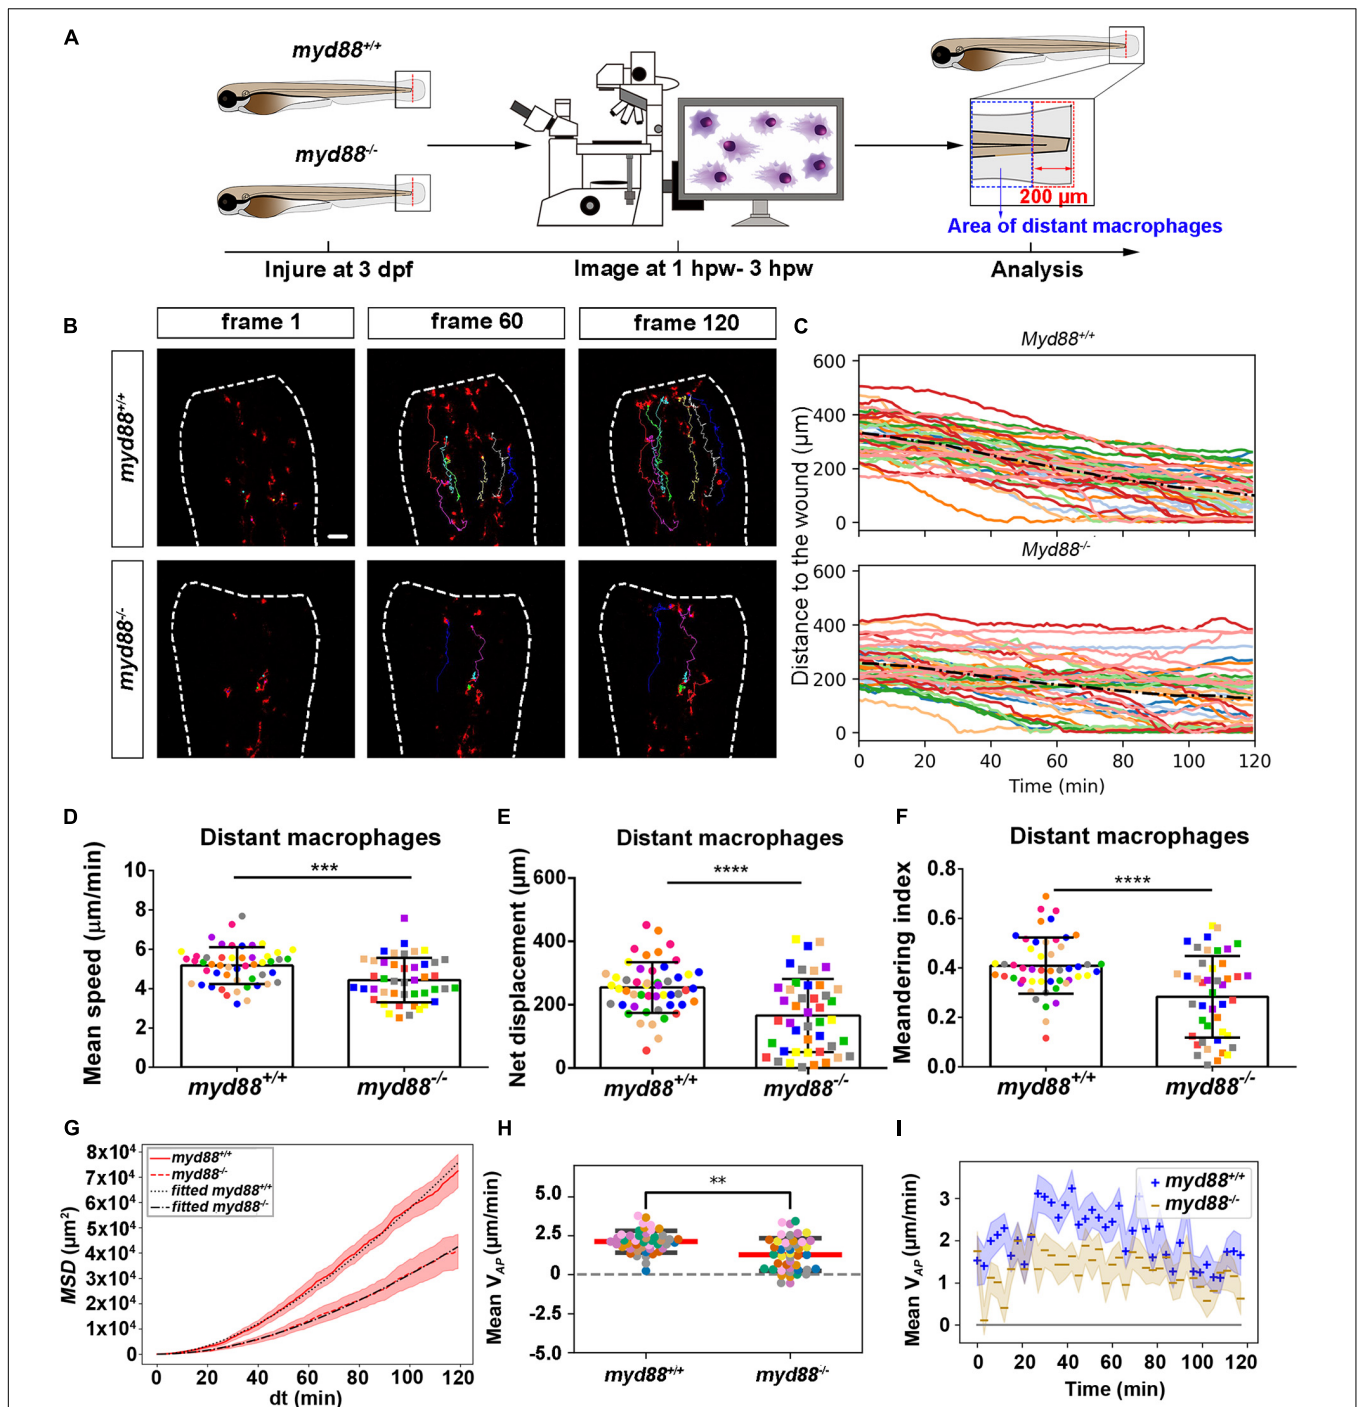 A
myd88+/+
myd88-/-
200 µm
Area of distant macrophages
Injure at 3 dpf
Image at 1 hpw- 3 hpw
Analysis
B
frame 1
frame 60
frame 120
myd88+/+
myd88-/-
C
Myd88+/+
600
400
200
0
Myd88-/-
600
400
200
0
Distance to the wound (µm)
0
20
40
60
80
100
120
Time (min)
D
Distant macrophages
***
Mean speed (µm/min)
10
8
6
4
2
0
myd88+/+
myd88-/-
E
Distant macrophages
****
Net displacement (µm)
600
400
200
0
myd88+/+
myd88-/-
F
Distant macrophages
****
Meandering index
0.8
0.6
0.4
0.2
0.0
myd88+/+
myd88-/-
G
MSD (µm²)
8x10⁴
7x10⁴
6x10⁴
5x10⁴
4x10⁴
3x10⁴
2x10⁴
1x10⁴
0
myd88+/+
myd88-/-
fitted myd88+/+
fitted myd88-/-
0
20
40
60
80
100
120
dt (min)
H
**
Mean VAP (µm/min)
5.0
2.5
0
-2.5
-5.0
myd88+/+
myd88-/-
I
Mean VAP (µm/min)
3
2
1
0
myd88+/+
myd88-/-
0
20
40
60
80
100
120
Time (min)